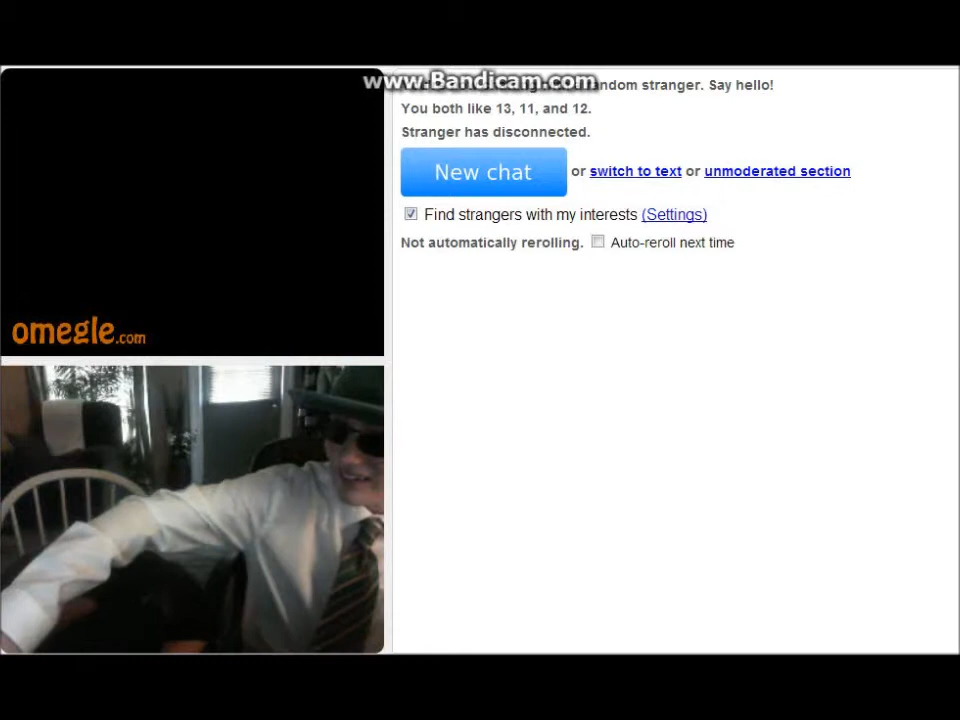 www.Bandicam.com
random stranger. Say hello!
You both like 13, 11, and 12.
Stranger has disconnected.
New chat or switch to text or unmoderated section
Find strangers with my interests (Settings)
Not automatically rerolling. Auto-reroll next time
omegle.com